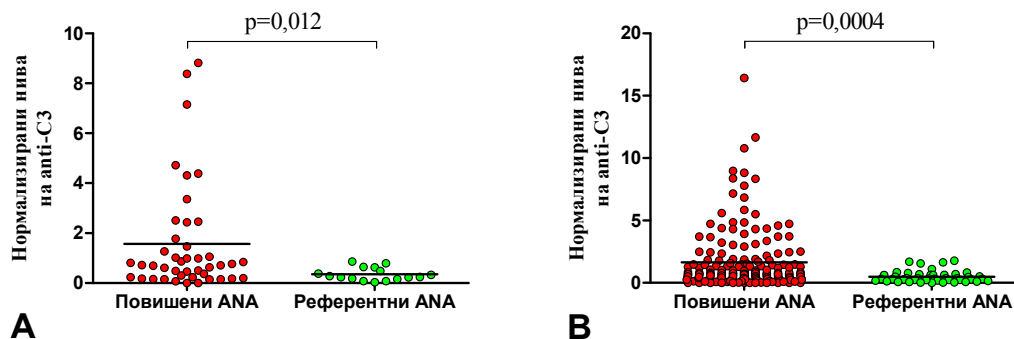 p=0,012
10
8
6
4
2
0
Нормализирани нива
на anti-C3
Повишени ANA
Референтни ANA
A
p=0,0004
20
15
10
5
0
Нормализирани нива
на anti-C3
Повишени ANA
Референтни ANA
B